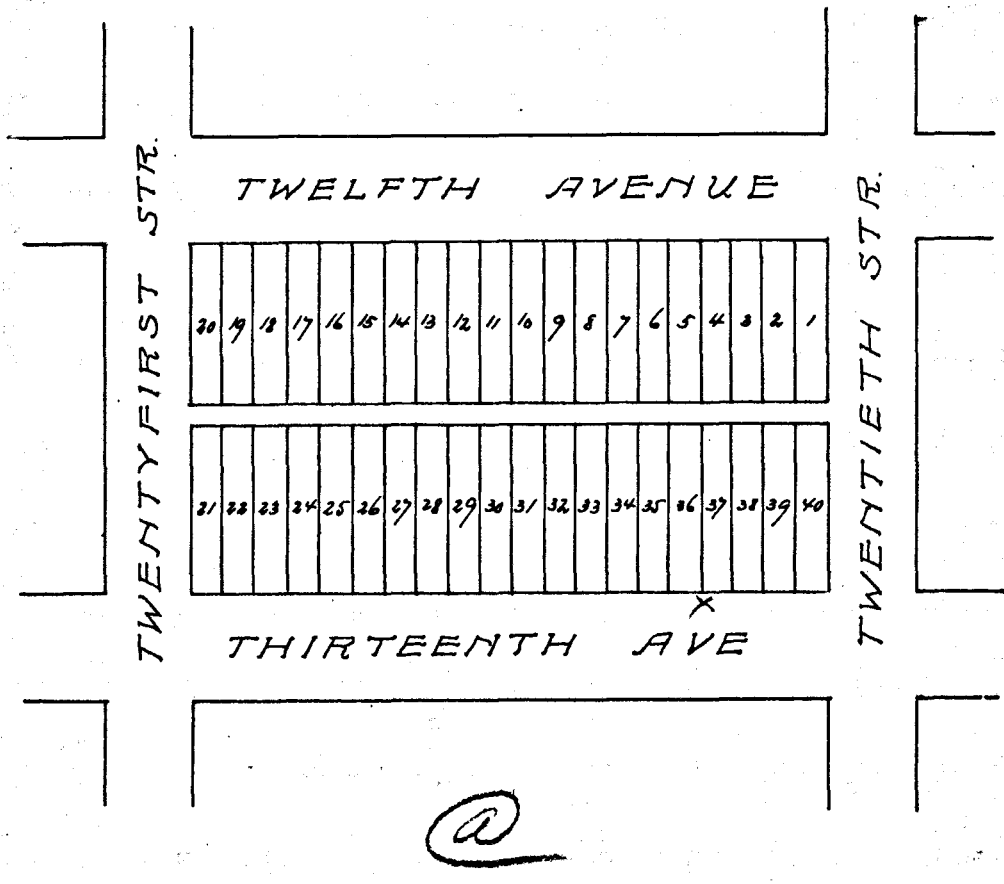 TWELFTH AVENUE
TWENTYFIRST STR.
TWENTIETH STR.
20 19 18 17 16 15 14 13 12 11 10 9 8 7 6 5 4 3 2 1
21 22 23 24 25 26 27 28 29 30 31 32 33 34 35 36 37 38 39 40
X
THIRTEENTH AVE
a